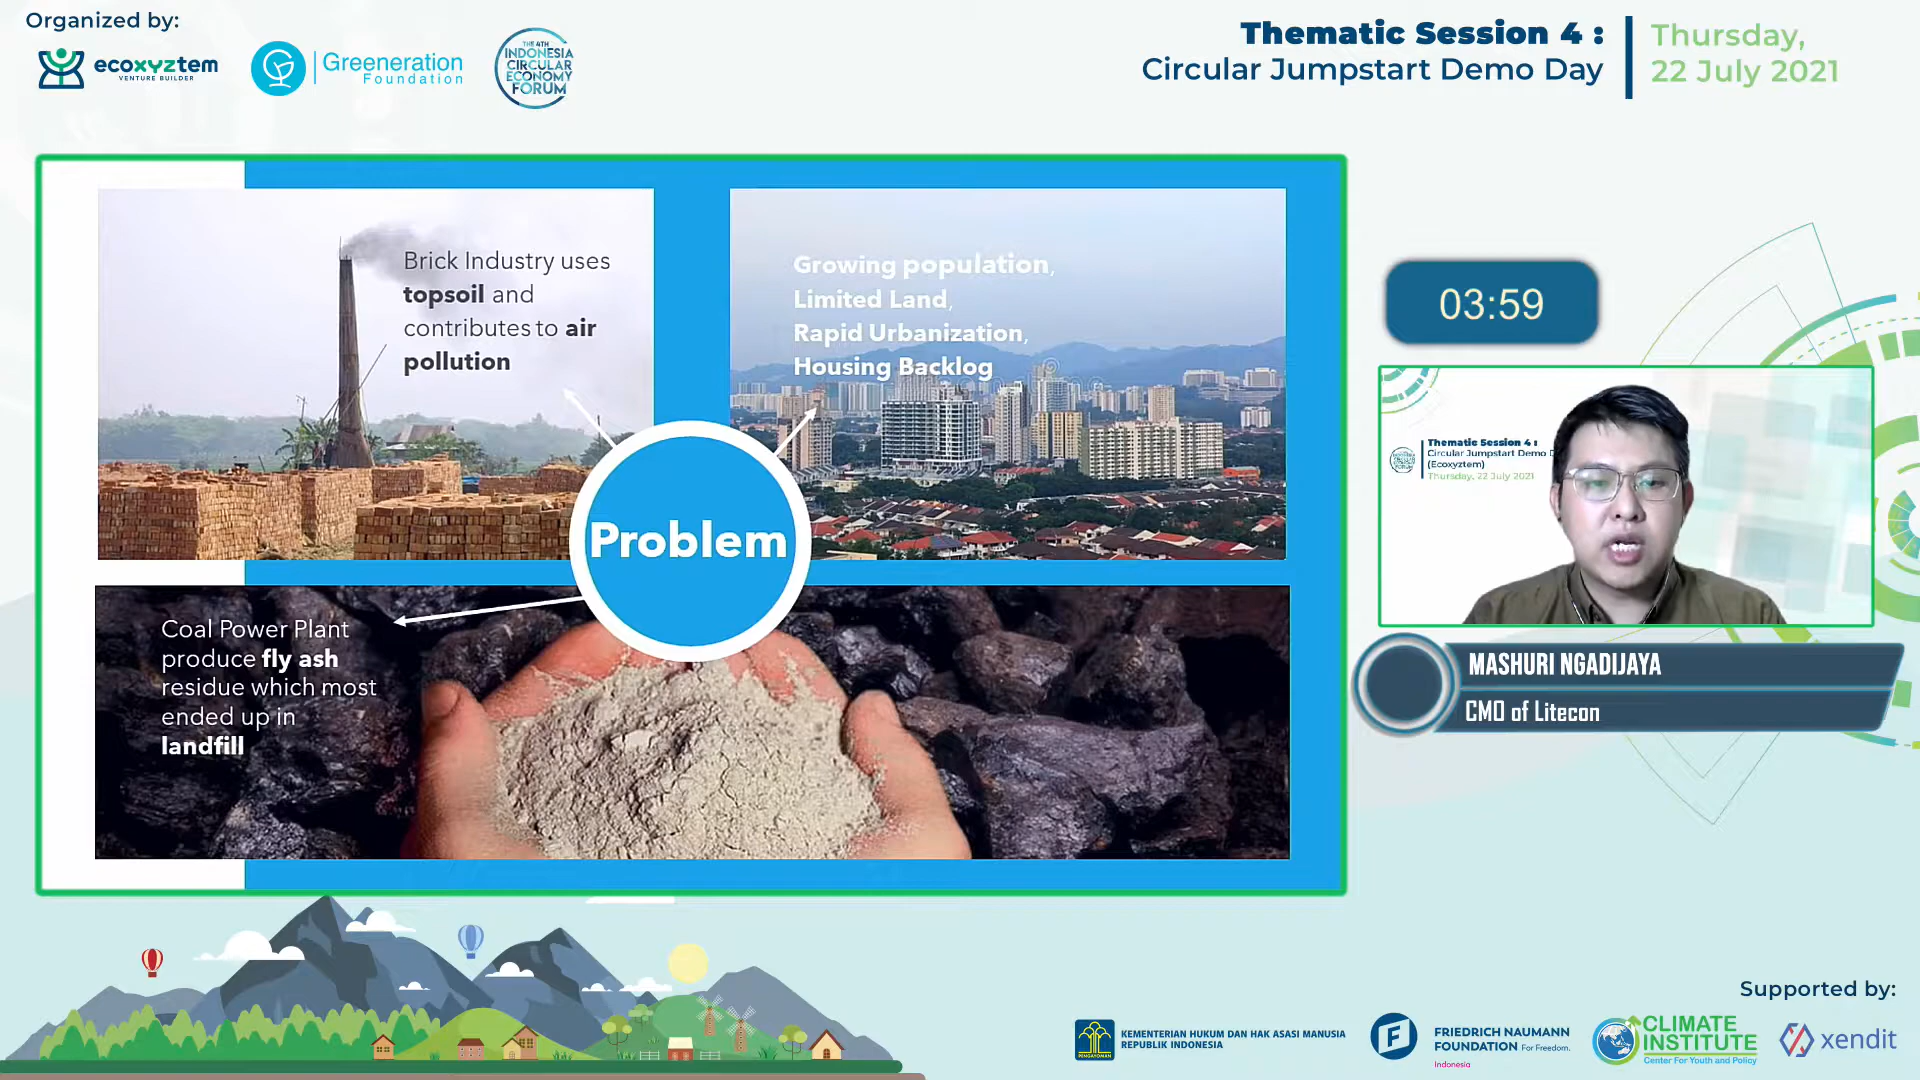 Organized by:
ecoxyztem
VENTURE BUILDER
Greeneration
Foundation
THE 4TH
INDONESIA
CIRCULAR
ECONOMY
FORUM
Thematic Session 4 :
Circular Jumpstart Demo Day
Thursday,
22 July 2021
Brick Industry uses
topsoil and
contributes to air
pollution
Growing population,
Limited Land,
Rapid Urbanization,
Housing Backlog
Problem
Coal Power Plant
produce fly ash
residue which most
ended up in
landfill
03:59
Thematic Session 4 :
Circular Jumpstart Demo D
(Ecoxyztem)
Thursday, 22 July 2021
MASHURI NGADIJAYA
CMO of Litecon
Supported by:
PENGAYOMAN
KEMENTERIAN HUKUM DAN HAK ASASI MANUSIA
REPUBLIK INDONESIA
FRIEDRICH NAUMANN
FOUNDATION For Freedom.
Indonesia
CLIMATE
INSTITUTE
Center For Youth and Policy
xendit